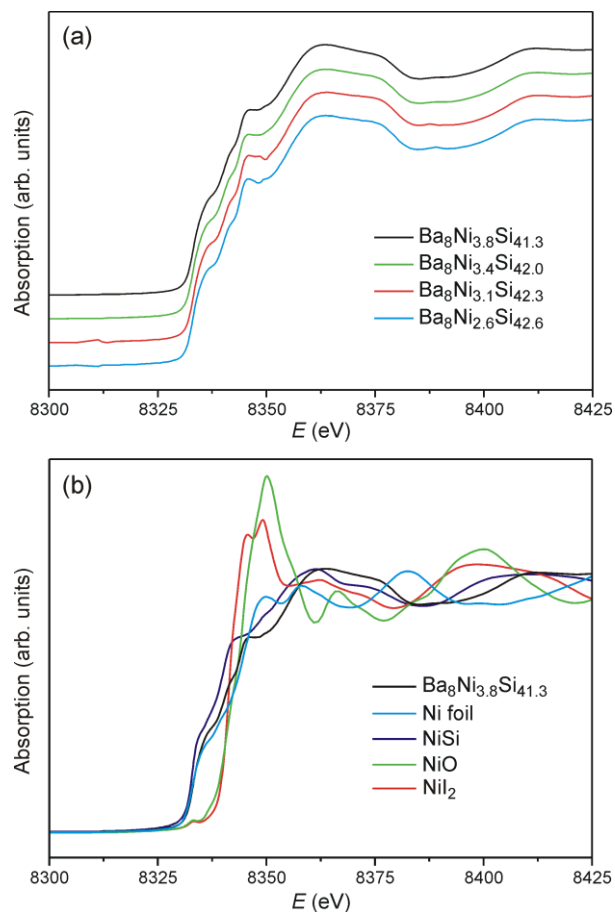 (a)
Absorption (arb. units)
Ba₈Ni₃.₈Si₄₁.₃
Ba₈Ni₃.₄Si₄₂.₀
Ba₈Ni₃.₁Si₄₂.₃
Ba₈Ni₂.₆Si₄₂.₆
8300 8325 8350 8375 8400 8425
E (eV)
(b)
Absorption (arb. units)
Ba₈Ni₃.₈Si₄₁.₃
Ni foil
NiSi
NiO
NiI₂
8300 8325 8350 8375 8400 8425
E (eV)